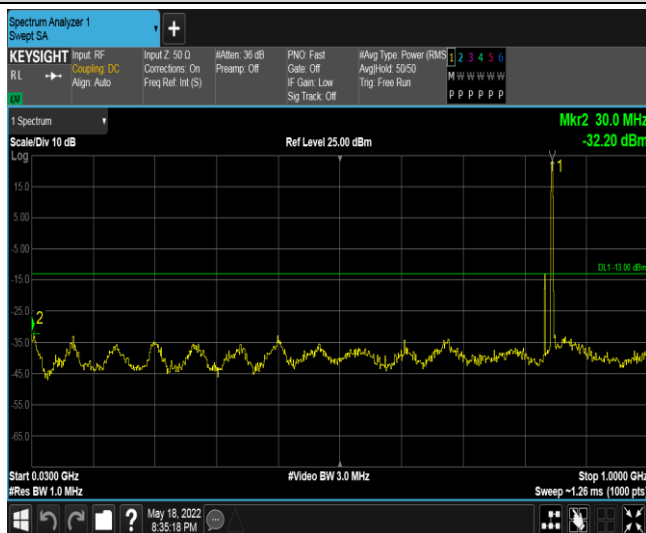 Spectrum Analyzer 1
Swept SA
+
KEYSIGHT
RL
Input: RF
Coupling: DC
Align: Auto
Input Z: 50 Ω
Corrections: On
Freq Ref: Int (S)
#Atten: 36 dB
Preamp: Off
PNO: Fast
Gate: Off
IF Gain: Low
Sig Track: Off
#Avg Type: Power (RMS
Avg|Hold: 50/50
Trig: Free Run
1 2 3 4 5 6
M W W W W W
P P P P P P
1 Spectrum
Scale/Div 10 dB
Ref Level 25.00 dBm
Mkr2 30.0 MHz
-32.20 dBm
Log
1
15.0
5.00
-5.00
DL1 -13.00 dBm
-15.0
-25.0
2
-35.0
-45.0
-55.0
-65.0
Start 0.0300 GHz
#Video BW 3.0 MHz
Stop 1.0000 GHz
#Res BW 1.0 MHz
Sweep ~1.26 ms (1000 pts)
?
May 18, 2022
8:35:18 PM